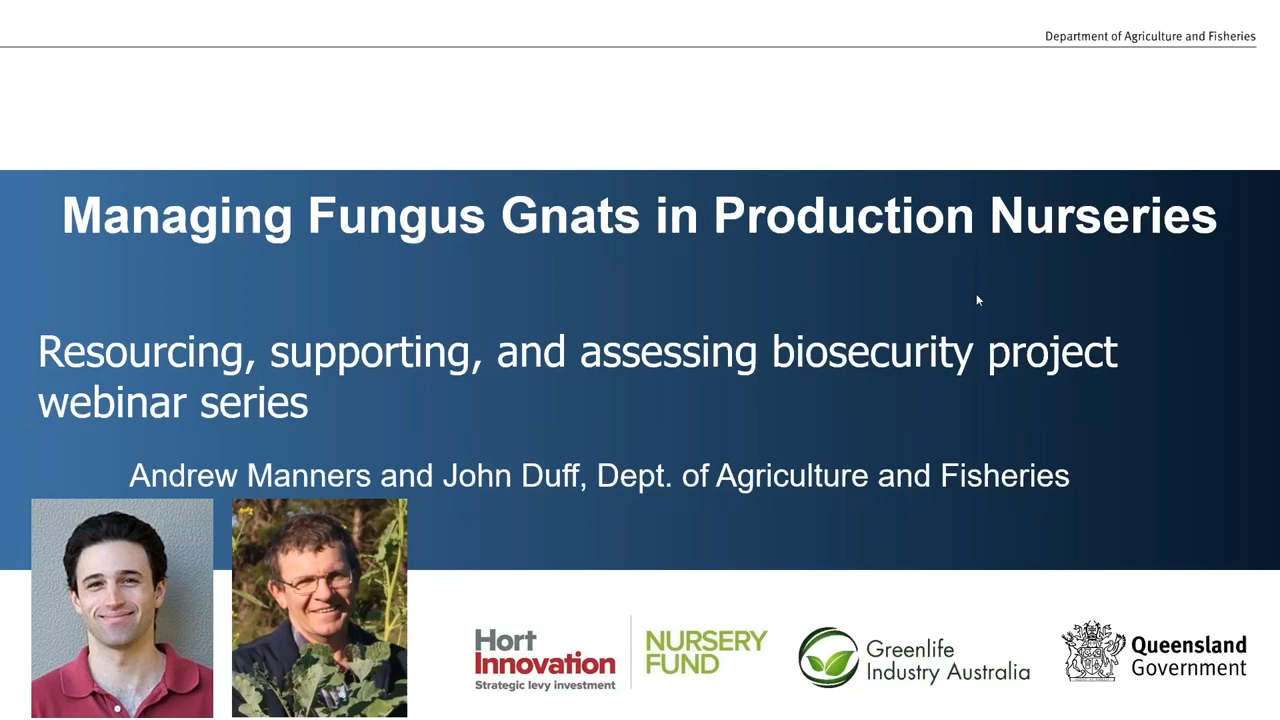 Department of Agriculture and Fisheries
Managing Fungus Gnats in Production Nurseries
Resourcing, supporting, and assessing biosecurity project
webinar series
Andrew Manners and John Duff, Dept. of Agriculture and Fisheries
Hort
Innovation
Strategic levy investment
NURSERY
FUND
Greenlife
Industry Australia
Queensland
Government